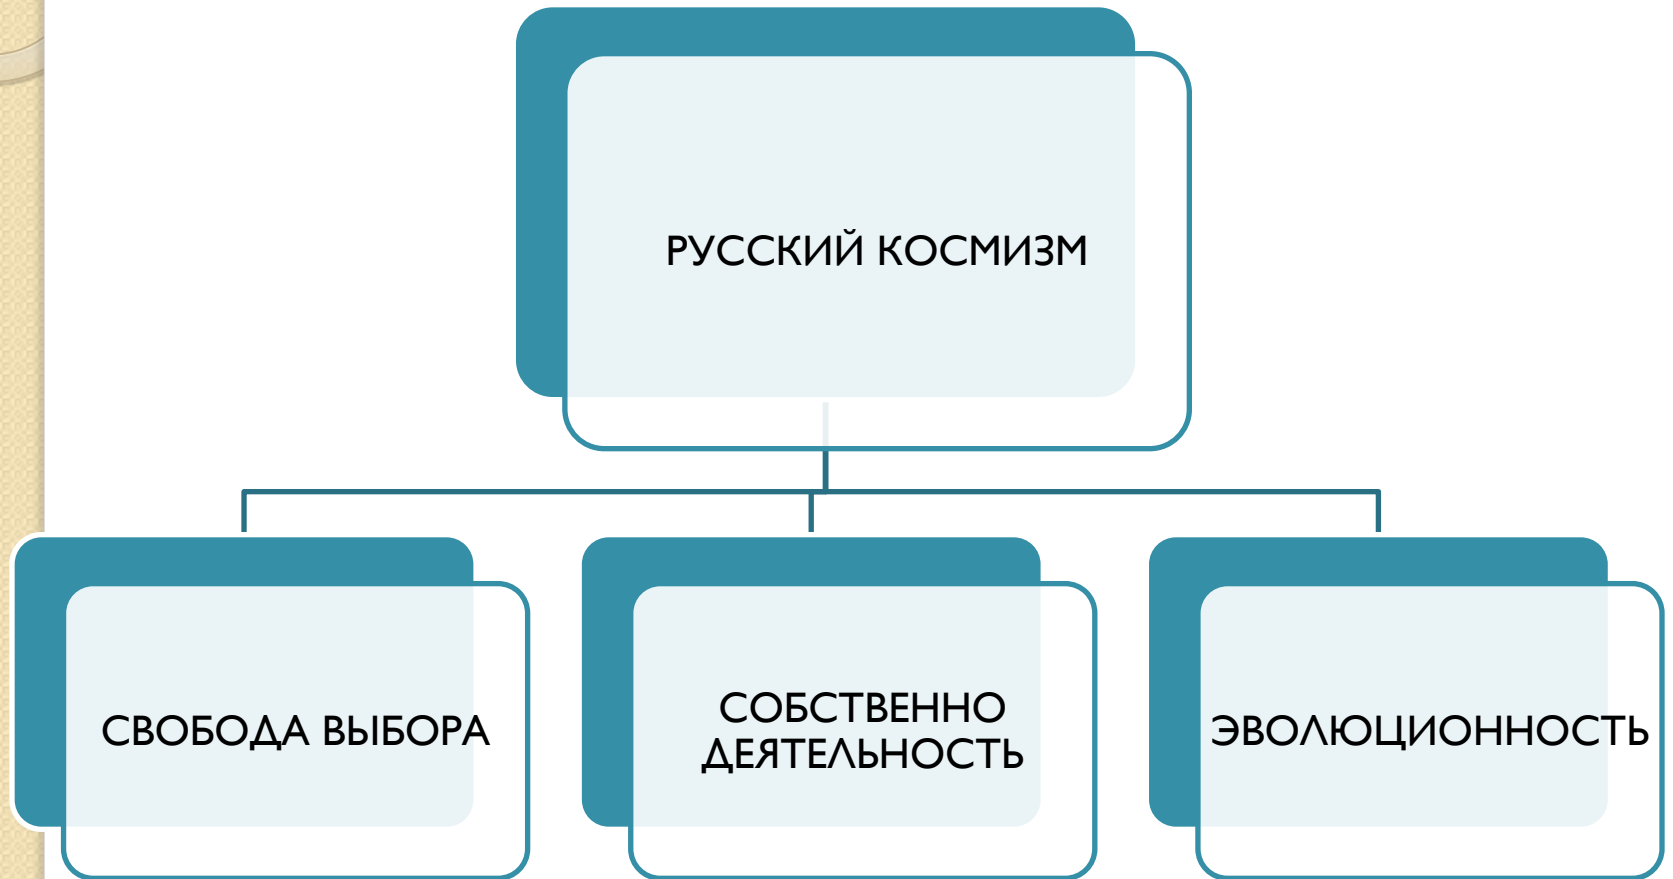 РУССКИЙ КОСМИЗМ
СВОБОДА ВЫБОРА
СОБСТВЕННО
ДЕЯТЕЛЬНОСТЬ
ЭВОЛЮЦИОННОСТЬ